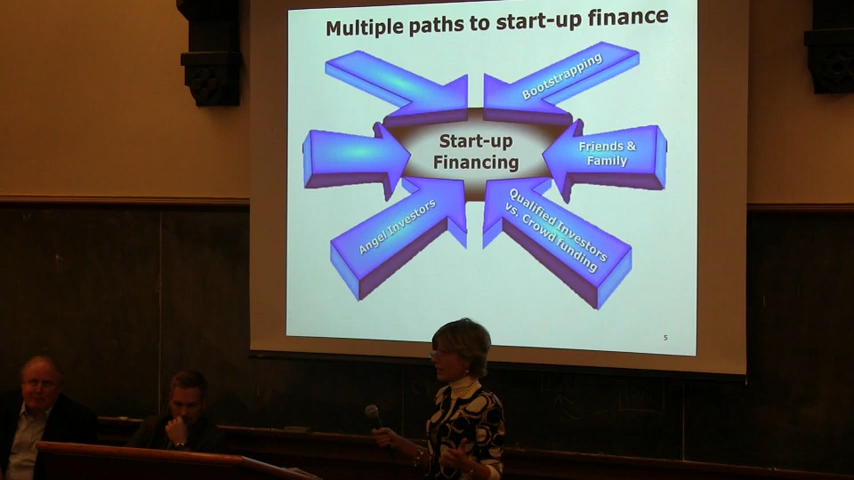 Multiple paths to start-up finance
Bootstrapping
Start-up
Financing
Friends &
Family
Angel Investors
Qualified Investors
vs. Crowd funding
5